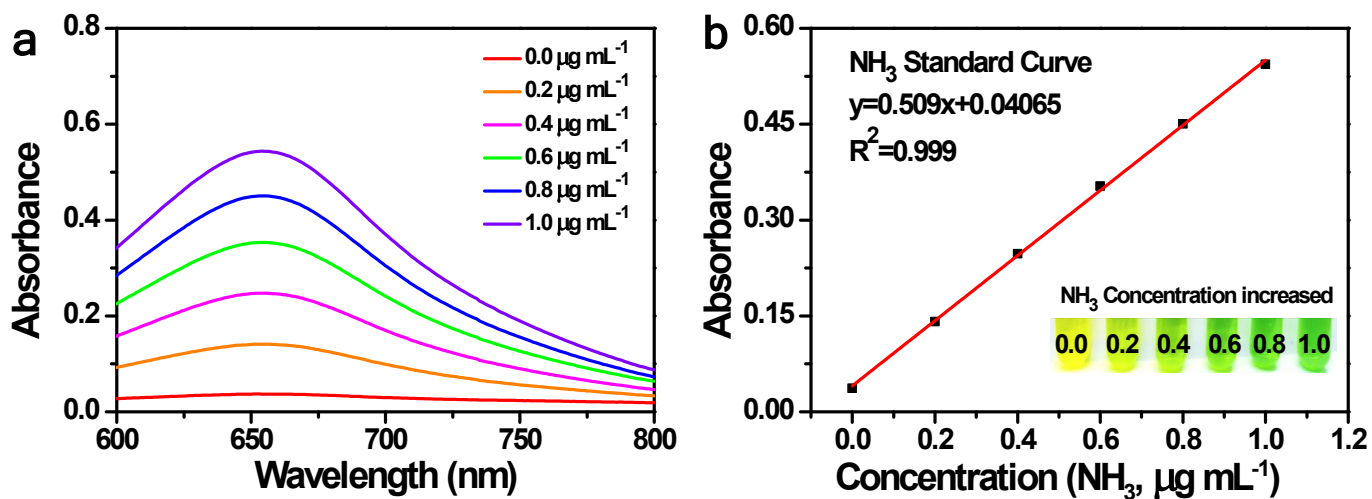 a
0.8
0.6
0.4
0.2
0.0
Absorbance
600
650
700
750
800
Wavelength (nm)
0.0 μg mL⁻¹
0.2 μg mL⁻¹
0.4 μg mL⁻¹
0.6 μg mL⁻¹
0.8 μg mL⁻¹
1.0 μg mL⁻¹
b
0.60
0.45
0.30
0.15
0.00
Absorbance
NH₃ Standard Curve
y=0.509x+0.04065
R²=0.999
NH₃ Concentration increased
0.0 0.2 0.4 0.6 0.8 1.0
0.0
0.2
0.4
0.6
0.8
1.0
1.2
Concentration (NH₃, μg mL⁻¹)